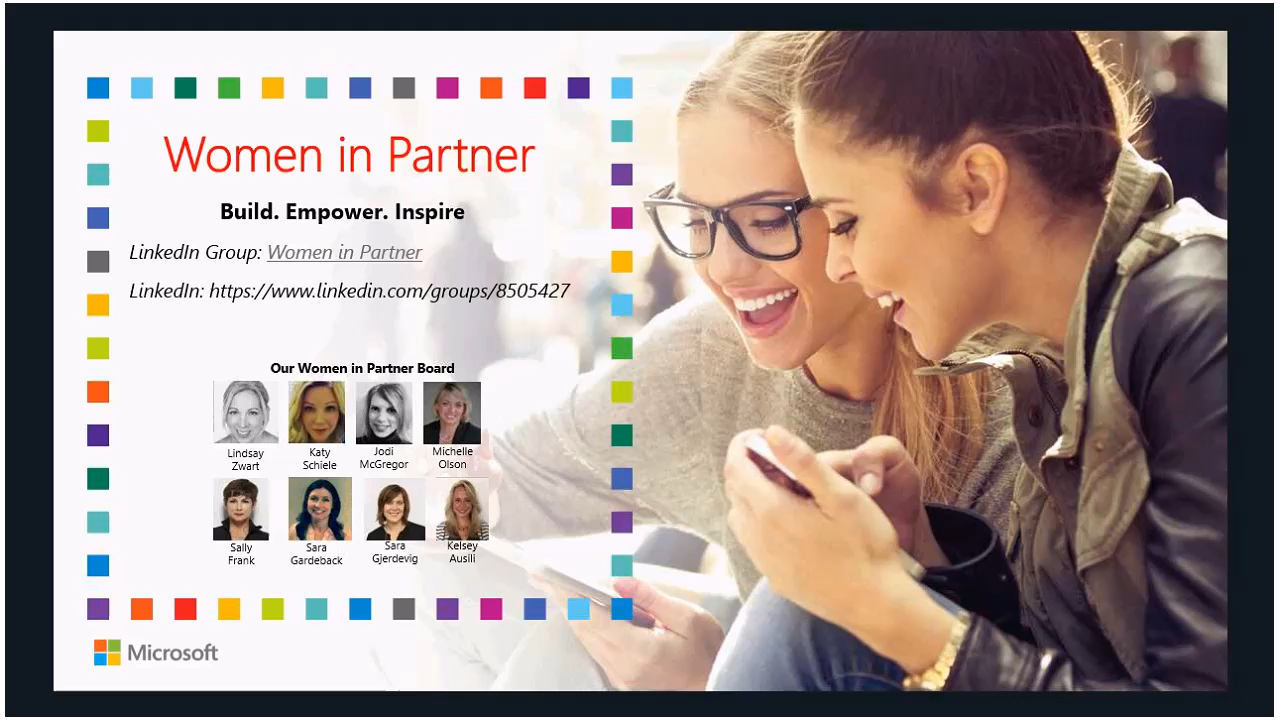 Women in Partner
Build. Empower. Inspire
LinkedIn Group: Women in Partner
LinkedIn: https://www.linkedin.com/groups/8505427
Our Women in Partner Board
Lindsay Zwart
Katy Schiele
Jodi McGregor
Michelle Olson
Sally Frank
Sara Gardeback
Sara Gjerdevig
Kelsey Ausili
Microsoft